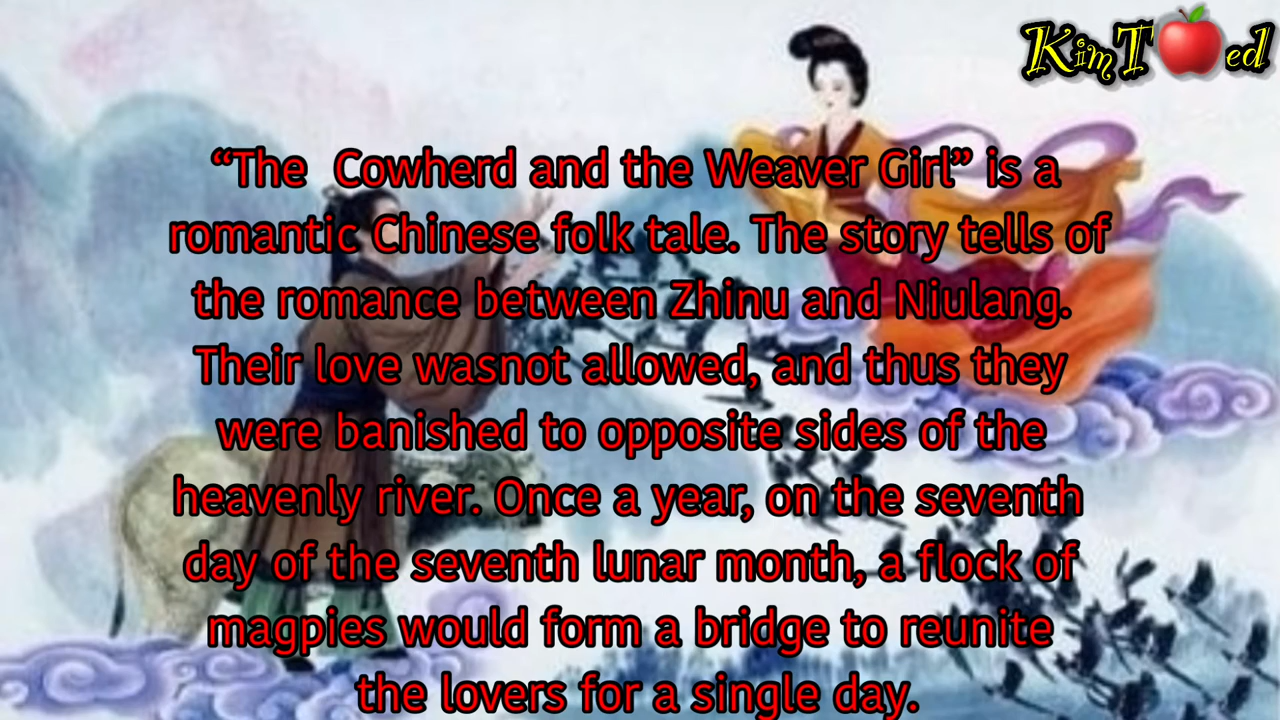 KimT🍎ed
“The Cowherd and the Weaver Girl” is a
romantic Chinese folk tale. The story tells of
the romance between Zhinu and Niulang.
Their love wasnot allowed, and thus they
were banished to opposite sides of the
heavenly river. Once a year, on the seventh
day of the seventh lunar month, a flock of
magpies would form a bridge to reunite
the lovers for a single day.